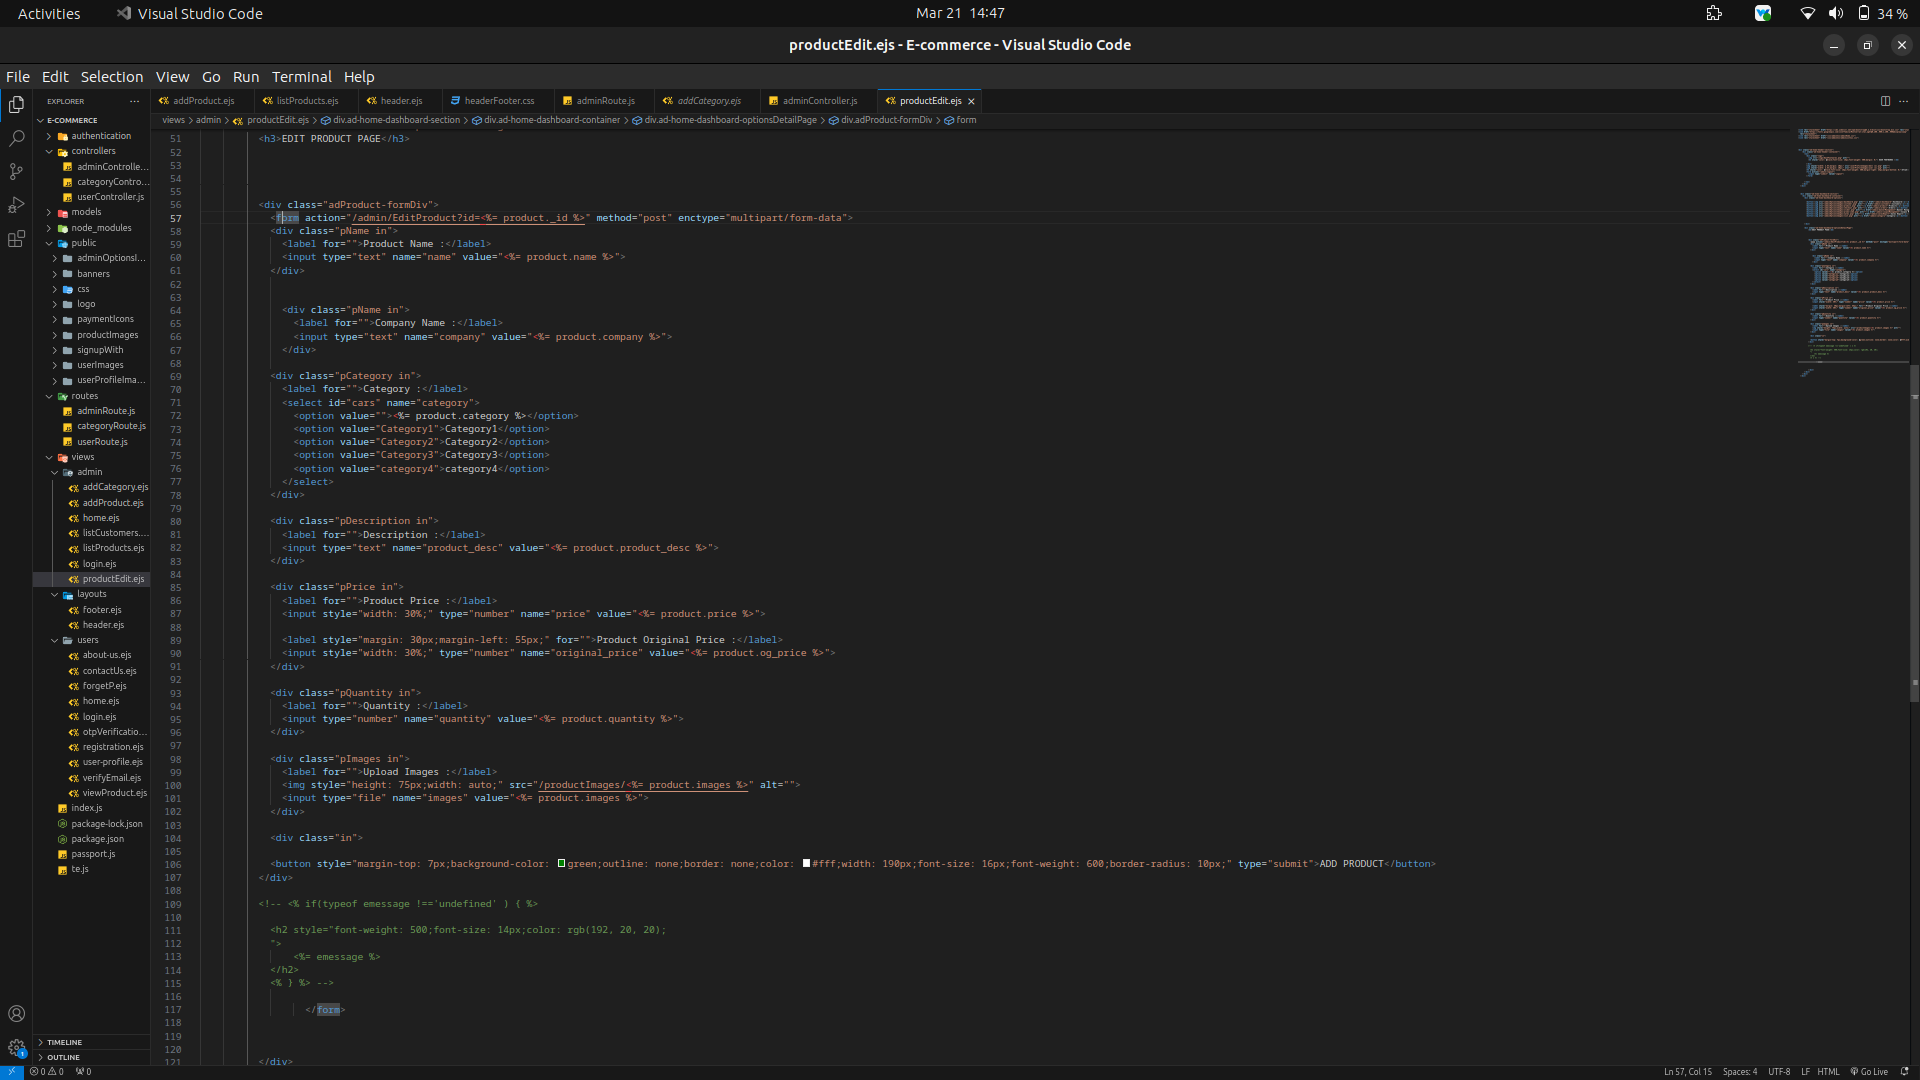 Activities
Visual Studio Code
Mar 21 14:47
34 %
productEdit.ejs - E-commerce - Visual Studio Code
File Edit Selection View Go Run Terminal Help
EXPLORER
E-COMMERCE
authentication
controllers
adminControlle...
categoryContro...
userController.js
models
node_modules
public
adminOptionsI...
banners
css
logo
paymentIcons
productImages
signupWith
userImages
userProfileIma...
routes
adminRoute.js
categoryRoute.js
userRoute.js
views
admin
addCategory.ejs
addProduct.ejs
home.ejs
listCustomers....
listProducts.ejs
login.ejs
productEdit.ejs
layouts
footer.ejs
header.ejs
users
about-us.ejs
contactUs.ejs
forgetP.ejs
home.ejs
login.ejs
otpVerificatio...
registration.ejs
user-profile.ejs
verifyEmail.ejs
viewProduct.ejs
index.js
package-lock.json
package.json
passport.js
te.js
TIMELINE
OUTLINE
addProduct.ejs listProducts.ejs header.ejs headerFooter.css adminRoute.js addCategory.ejs adminController.js productEdit.ejs
views > admin > productEdit.ejs > div.ad-home-dashboard-section > div.ad-home-dashboard-container > div.ad-home-dashboard-optionsDetailPage > div.adProduct-formDiv > form
51 <h3>EDIT PRODUCT PAGE</h3>
52
53
54
55
56 <div class="adProduct-formDiv">
57 <form action="/admin/EditProduct?id=<%= product._id %>" method="post" enctype="multipart/form-data">
58 <div class="pName in">
59 <label for="">Product Name :</label>
60 <input type="text" name="name" value="<%= product.name %>">
61 </div>
62
63
64 <div class="pName in">
65 <label for="">Company Name :</label>
66 <input type="text" name="company" value="<%= product.company %>">
67 </div>
68
69 <div class="pCategory in">
70 <label for="">Category :</label>
71 <select id="cars" name="category">
72 <option value=""><%= product.category %></option>
73 <option value="Category1">Category1</option>
74 <option value="Category2">Category2</option>
75 <option value="Category3">Category3</option>
76 <option value="category4">category4</option>
77 </select>
78 </div>
79
80 <div class="pDescription in">
81 <label for="">Description :</label>
82 <input type="text" name="product_desc" value="<%= product.product_desc %>">
83 </div>
84
85 <div class="pPrice in">
86 <label for="">Product Price :</label>
87 <input style="width: 30%;" type="number" name="price" value="<%= product.price %>">
88
89 <label style="margin: 30px;margin-left: 55px;" for="">Product Original Price :</label>
90 <input style="width: 30%;" type="number" name="original_price" value="<%= product.og_price %>">
91 </div>
92
93 <div class="pQuantity in">
94 <label for="">Quantity :</label>
95 <input type="number" name="quantity" value="<%= product.quantity %>">
96 </div>
97
98 <div class="pImages in">
99 <label for="">Upload Images :</label>
100 <img style="height: 75px;width: auto;" src="/productImages/<%= product.images %>" alt="">
101 <input type="file" name="images" value="<%= product.images %>">
102 </div>
103
104 <div class="in">
105
106 <button style="margin-top: 7px;background-color: green;outline: none;border: none;color: #fff;width: 190px;font-size: 16px;font-weight: 600;border-radius: 10px;" type="submit">ADD PRODUCT</button>
107 </div>
108
109 <!-- <% if(typeof emessage !=='undefined' ) { %>
110
111 <h2 style="font-weight: 500;font-size: 14px;color: rgb(192, 20, 20);
112 ">
113 <%= emessage %>
114 </h2>
115 <% } %> -->
116
117 </form>
118
119
120
121 </div>
0 0 0
Ln 57, Col 15 Spaces: 4 UTF-8 LF HTML Go Live
1